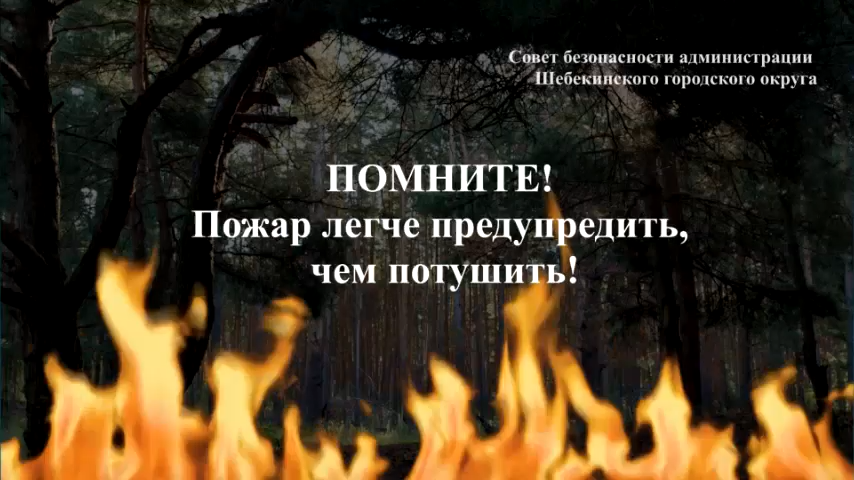 Совет безопасности администрации
Шебекинского городского округа
ПОМНИТЕ!
Пожар легче предупредить,
чем потушить!